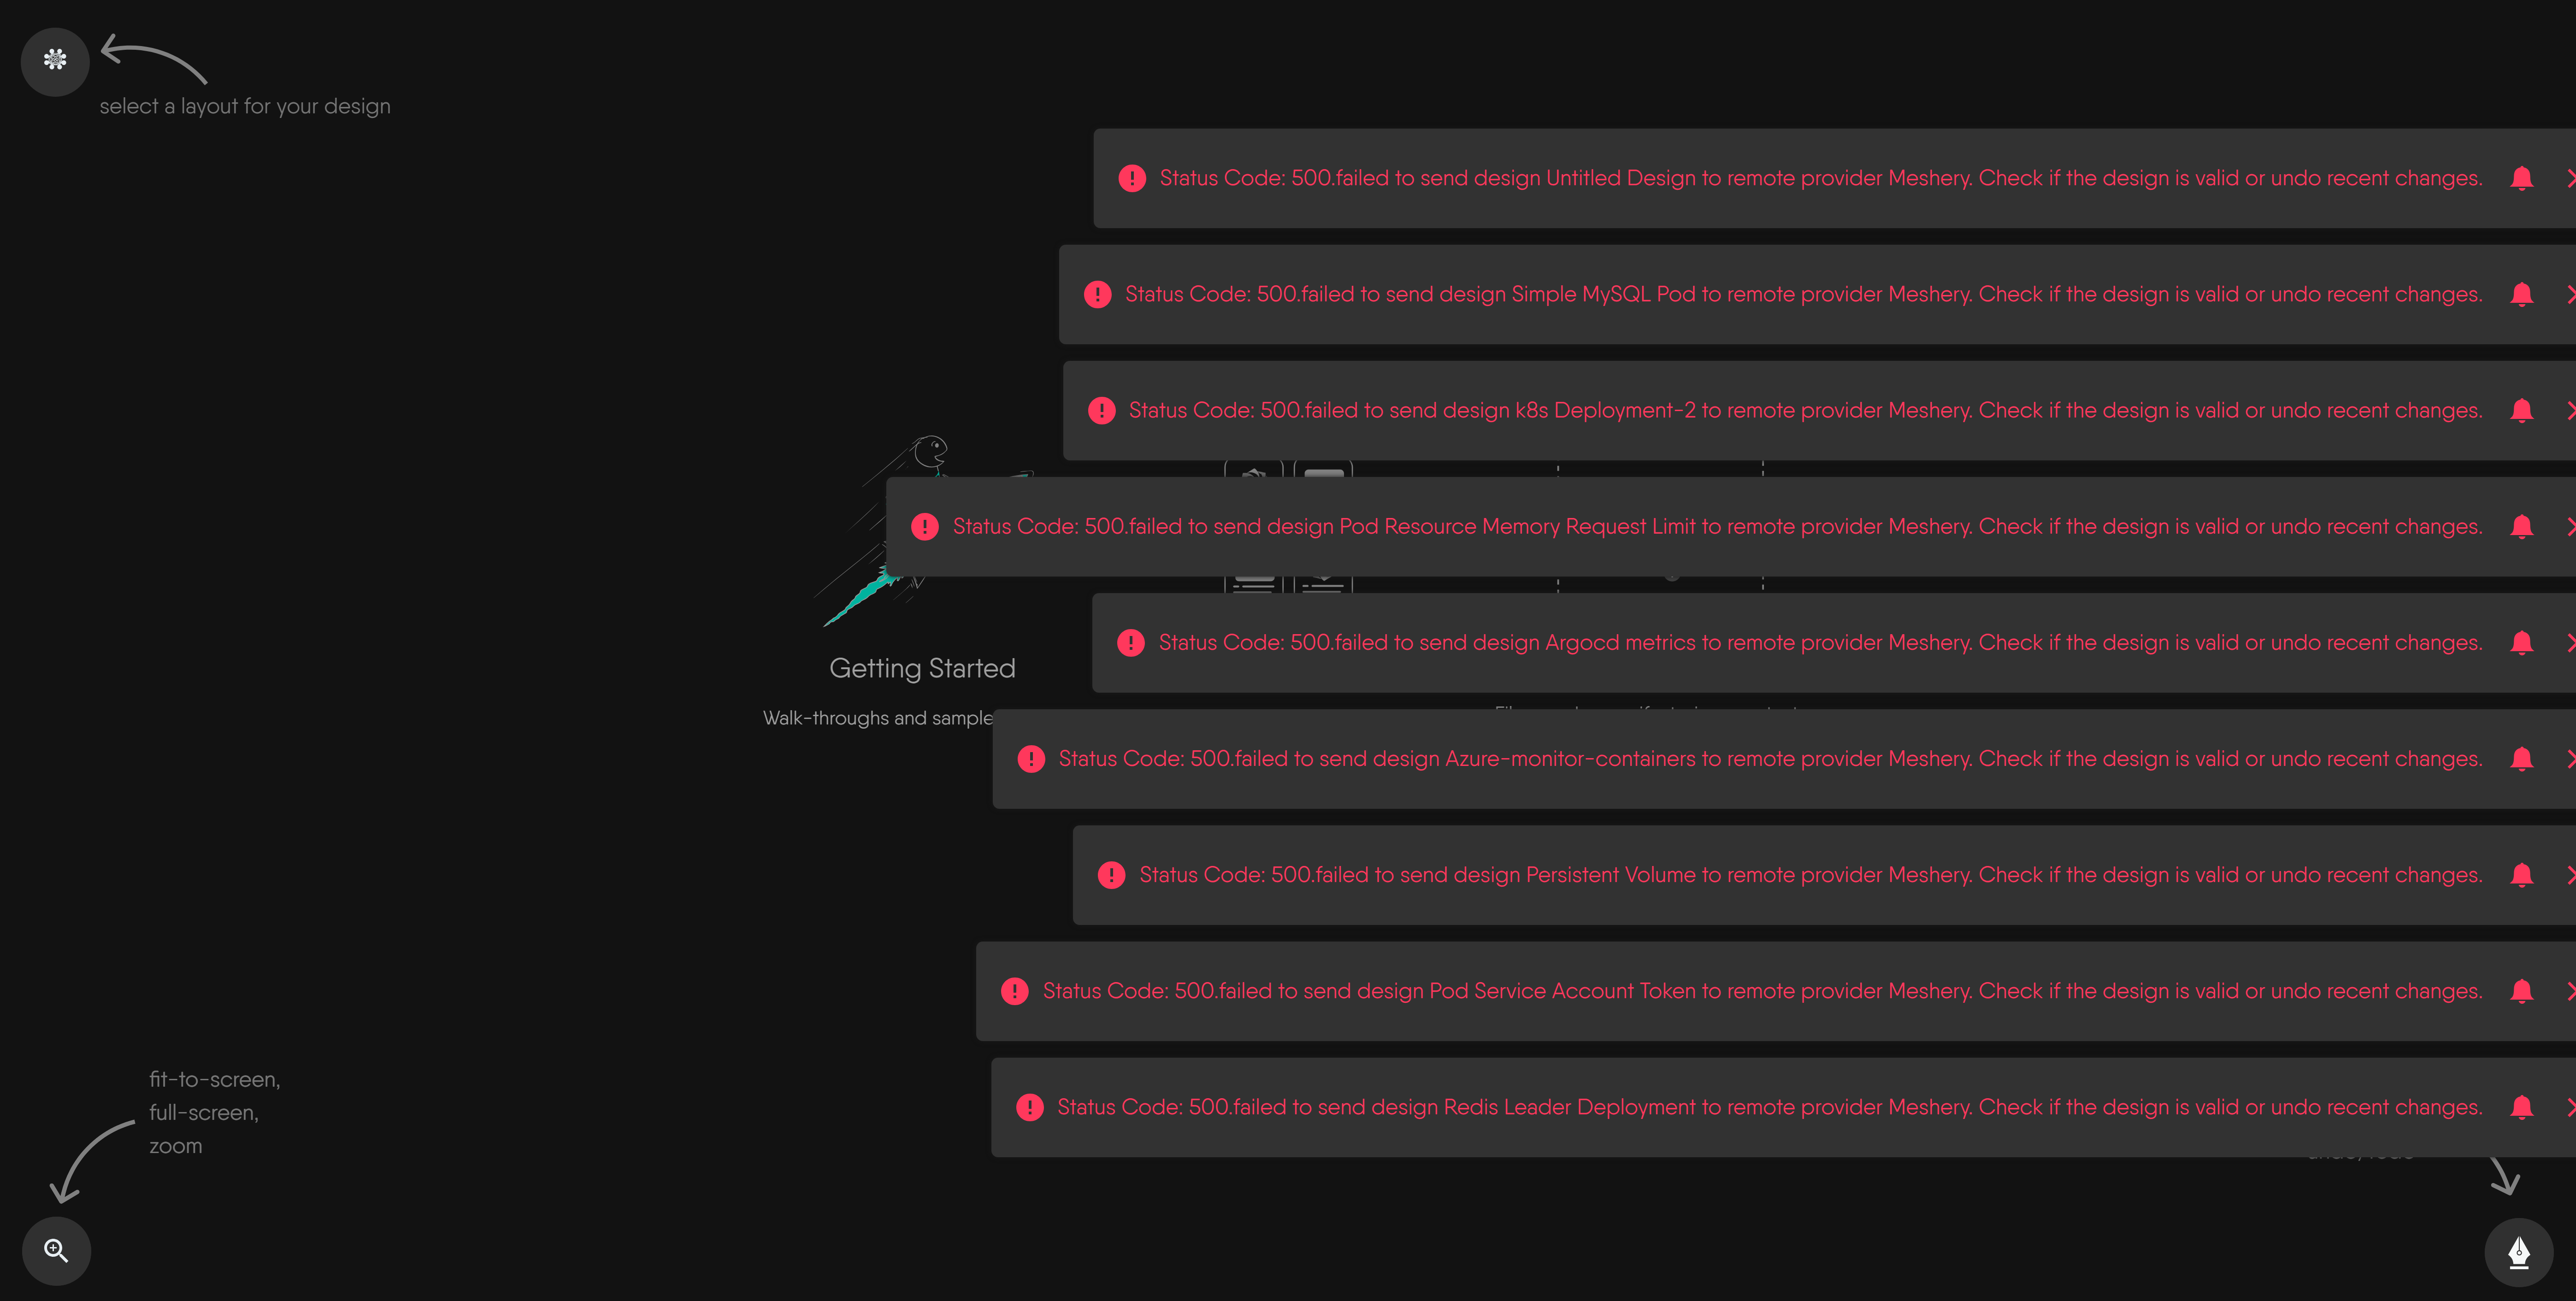 select a layout for your design
Status Code: 500.failed to send design Untitled Design to remote provider Meshery. Check if the design is valid or undo recent changes.
Status Code: 500.failed to send design Simple MySQL Pod to remote provider Meshery. Check if the design is valid or undo recent changes.
Status Code: 500.failed to send design k8s Deployment-2 to remote provider Meshery. Check if the design is valid or undo recent changes.
Status Code: 500.failed to send design Pod Resource Memory Request Limit to remote provider Meshery. Check if the design is valid or undo recent changes.
Status Code: 500.failed to send design Argocd metrics to remote provider Meshery. Check if the design is valid or undo recent changes.
Getting Started
Walk-throughs and sample
Status Code: 500.failed to send design Azure-monitor-containers to remote provider Meshery. Check if the design is valid or undo recent changes.
Status Code: 500.failed to send design Persistent Volume to remote provider Meshery. Check if the design is valid or undo recent changes.
Status Code: 500.failed to send design Pod Service Account Token to remote provider Meshery. Check if the design is valid or undo recent changes.
Status Code: 500.failed to send design Redis Leader Deployment to remote provider Meshery. Check if the design is valid or undo recent changes.
fit-to-screen,
full-screen,
zoom